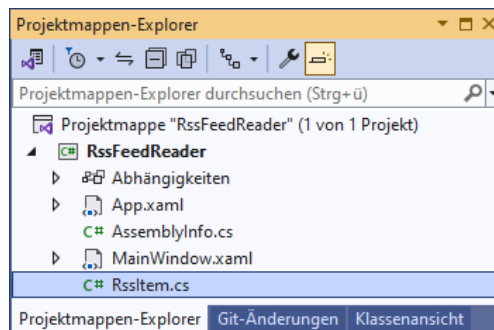 Projektmappen-Explorer
Projektmappen-Explorer durchsuchen (Strg+ü)
Projektmappe "RssFeedReader" (1 von 1 Projekt)
C# RssFeedReader
Abhängigkeiten
App.xaml
C# AssemblyInfo.cs
MainWindow.xaml
C# RssItem.cs
Projektmappen-Explorer Git-Änderungen Klassenansicht